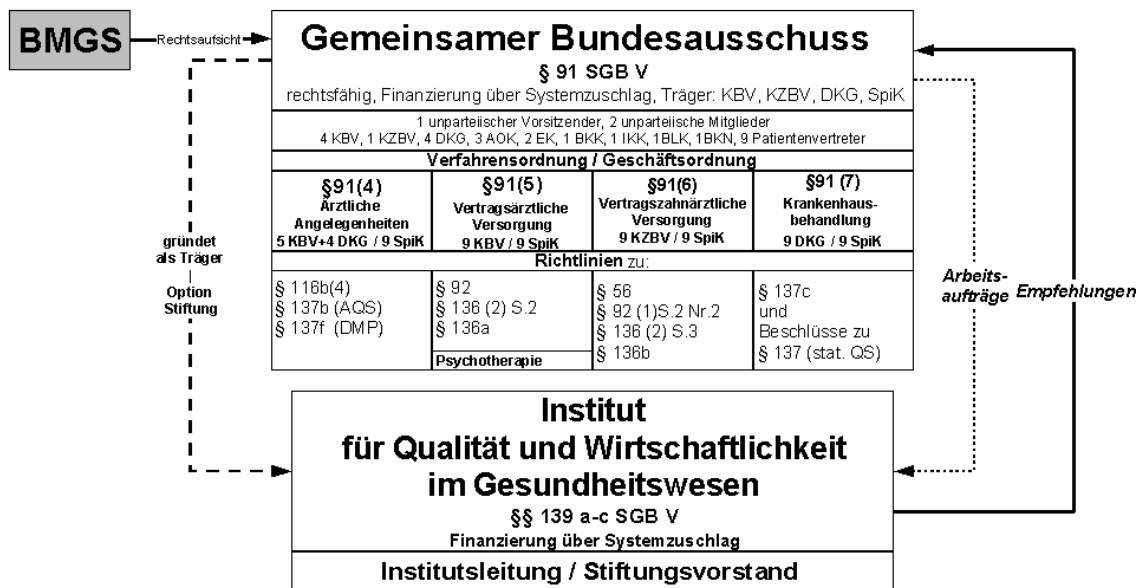 BMGS
Rechtsaufsicht
Gemeinsamer Bundesausschuss
§ 91 SGB V
rechtsfähig, Finanzierung über Systemzuschlag, Träger: KBV, KZBV, DKG, SpiK
1 unparteiischer Vorsitzender, 2 unparteiische Mitglieder
4 KBV, 1 KZBV, 4 DKG, 3 AOK, 2 EK, 1 BKK, 1 IKK, 1BLK, 1BKN, 9 Patientenvertreter
Verfahrensordnung / Geschäftsordnung
§91(4)
Ärztliche
Angelegenheiten
5 KBV+4 DKG / 9 SpiK
§91(5)
Vertragsärztliche
Versorgung
9 KBV / 9 SpiK
§91(6)
Vertragszahnärztliche
Versorgung
9 KZBV / 9 SpiK
§91 (7)
Krankenhaus-
behandlung
9 DKG / 9 SpiK
Richtlinien zu:
§ 116b(4)
§ 137b (AQS)
§ 137f (DMP)
§ 92
§ 136 (2) S.2
§ 136a
Psychotherapie
§ 56
§ 92 (1)S.2 Nr.2
§ 136 (2) S.3
§ 136b
§ 137c
und
Beschlüsse zu
§ 137 (stat. QS)
gründet
als Träger
Option
Stiftung
Arbeits-
aufträge
Empfehlungen
Institut
für Qualität und Wirtschaftlichkeit
im Gesundheitswesen
§§ 139 a-c SGB V
Finanzierung über Systemzuschlag
Institutsleitung / Stiftungsvorstand